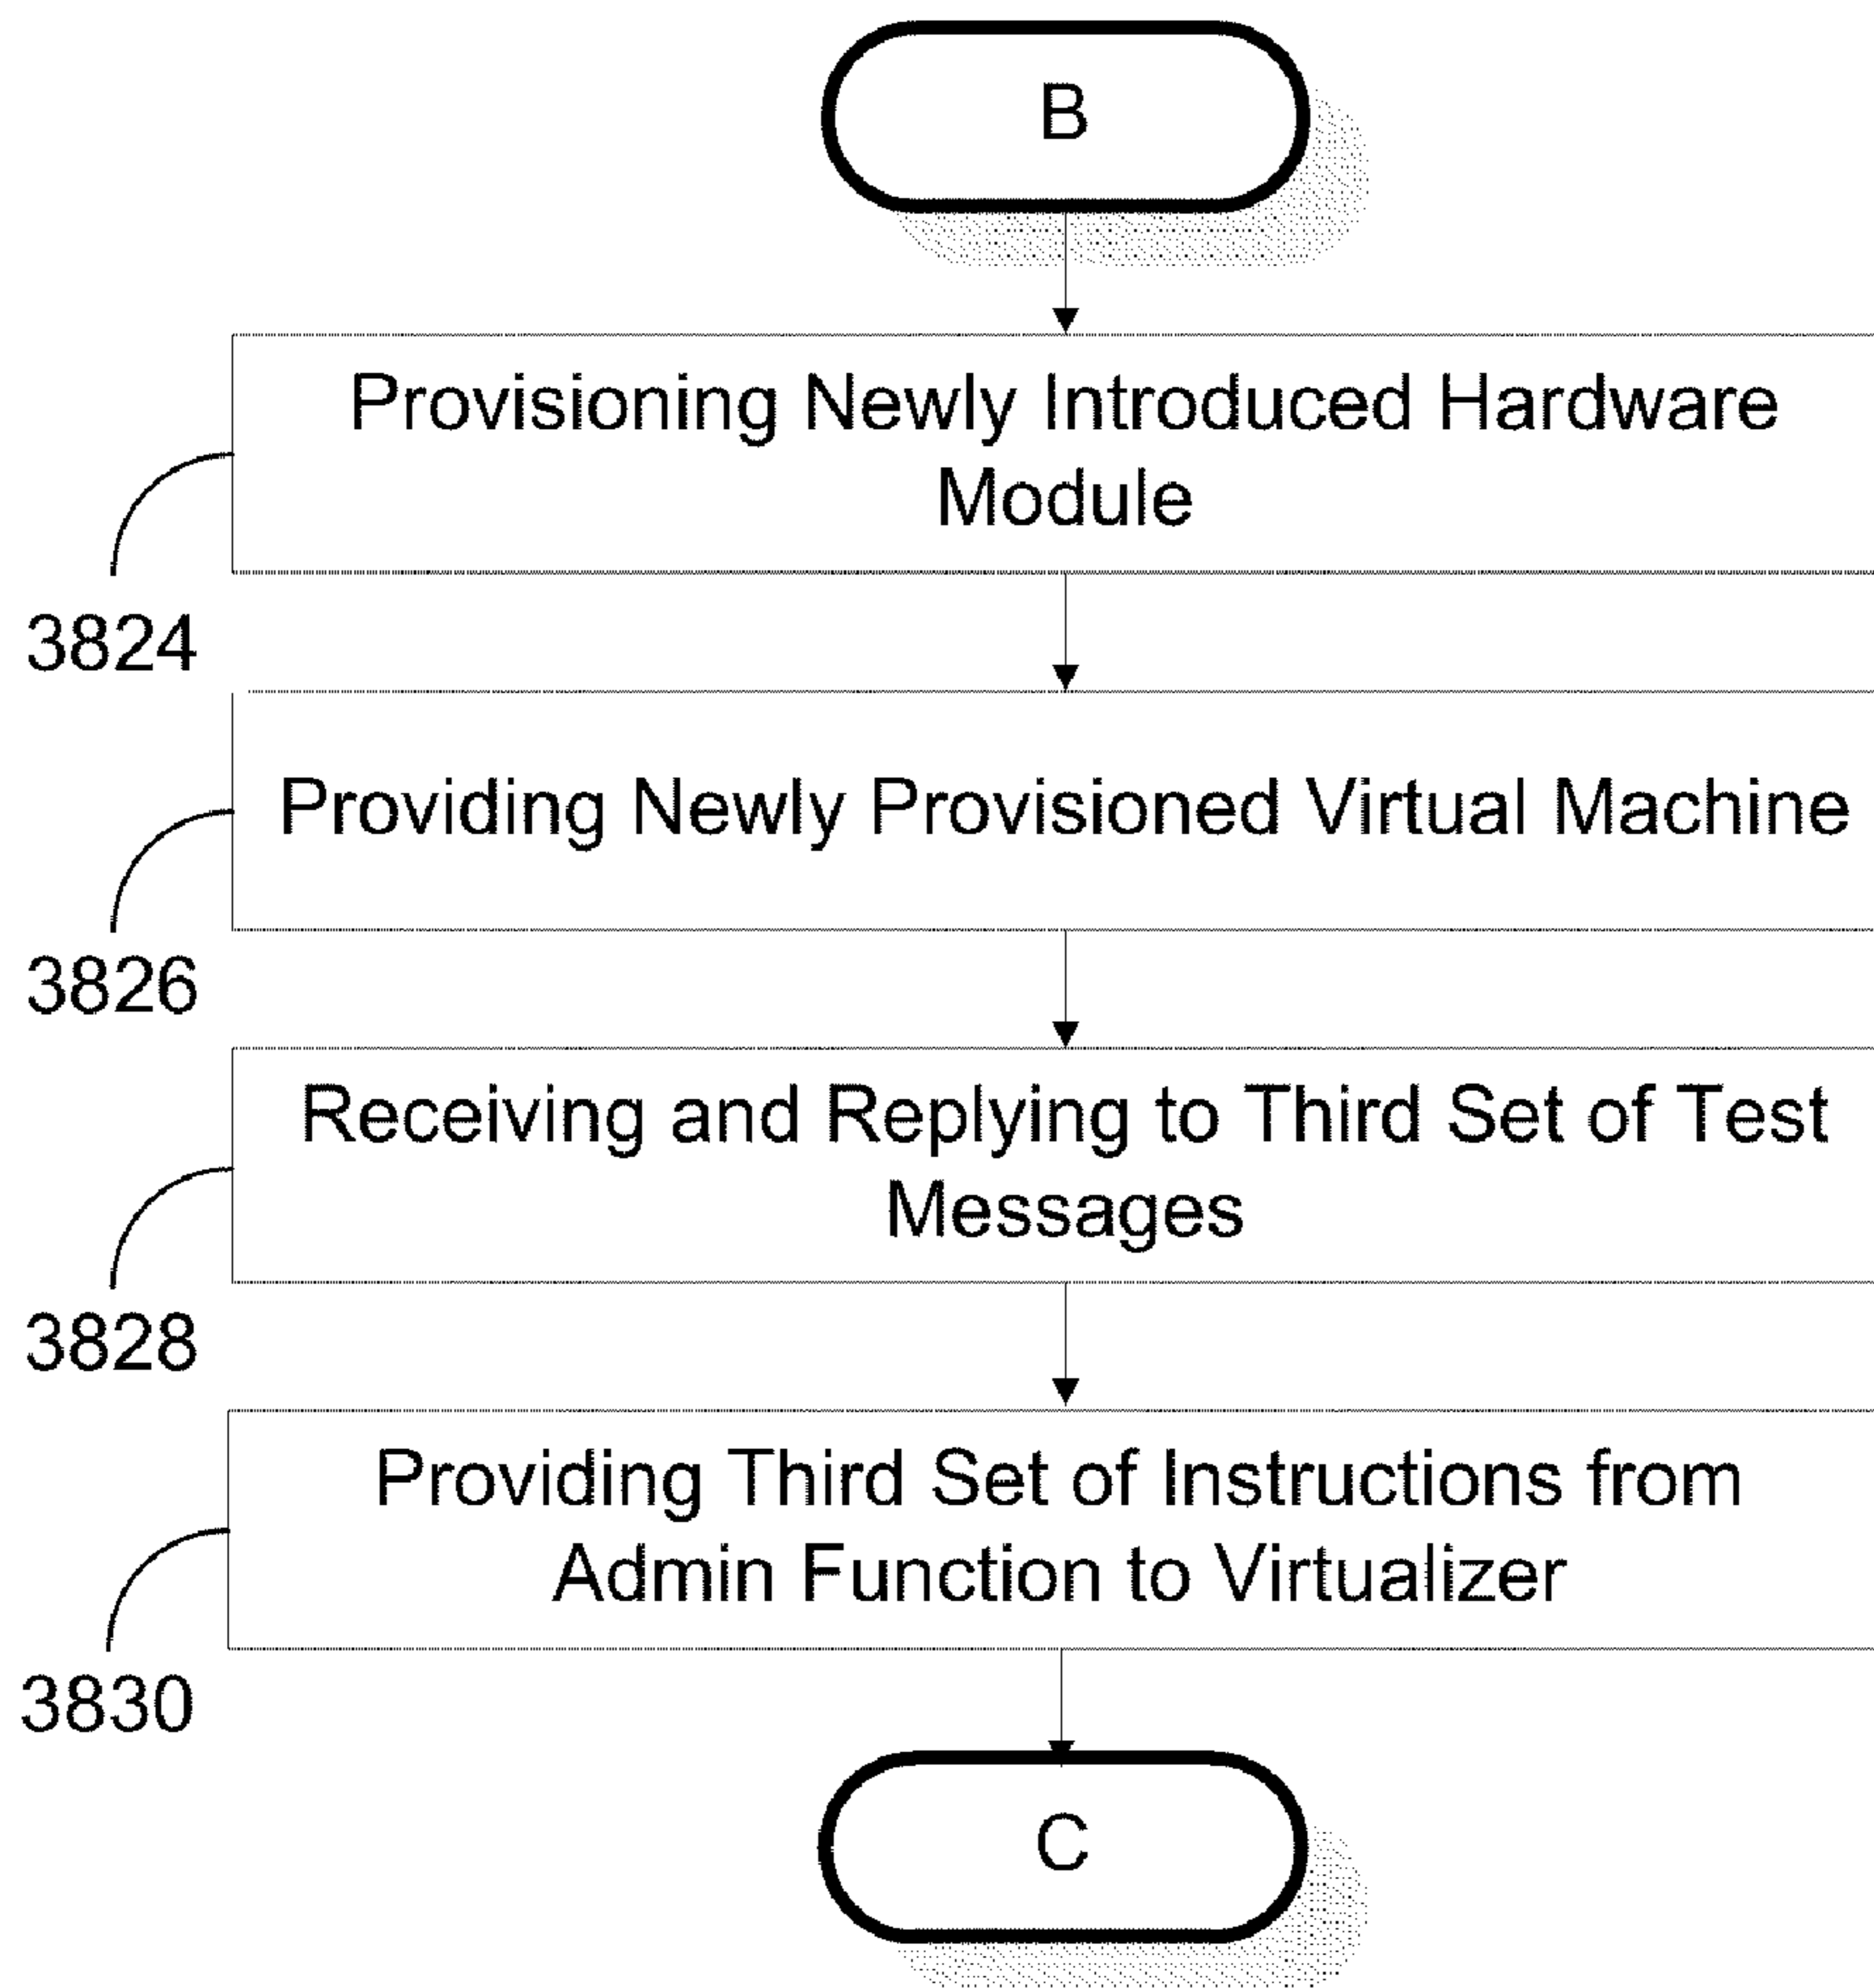 B
Provisioning Newly Introduced Hardware
Module
3824
Providing Newly Provisioned Virtual Machine
3826
Receiving and Replying to Third Set of Test
Messages
3828
Providing Third Set of Instructions from
Admin Function to Virtualizer
3830
C